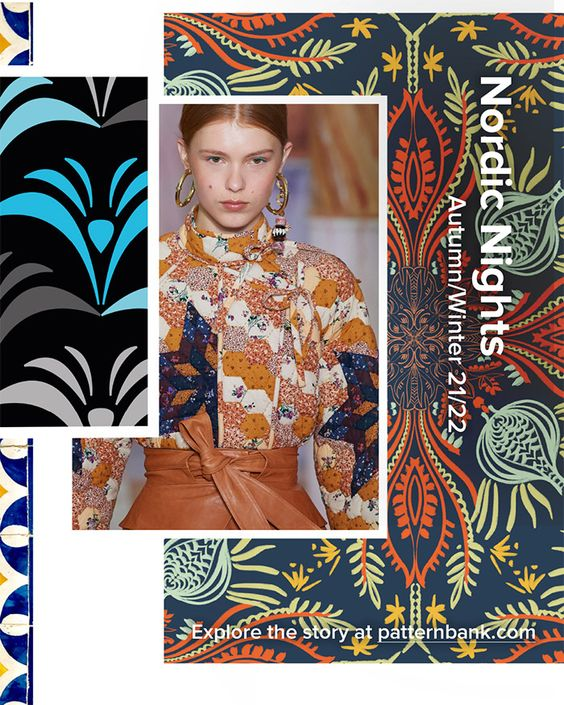 Nordic Nights
Autumn/Winter 21/22
Explore the story at patternbank.com